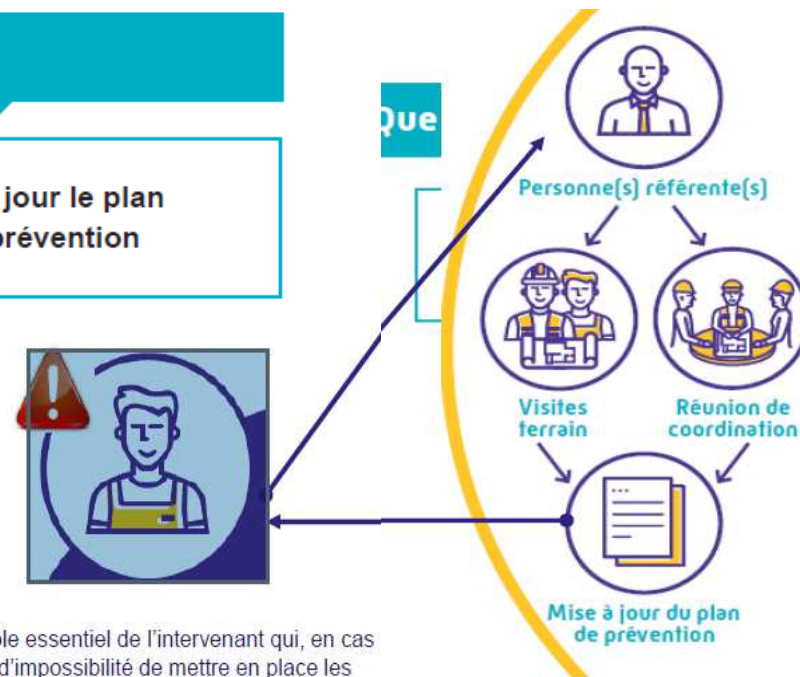 Que
jour le plan
prévention
Personne(s) référente(s)
Visites
terrain
Réunion de
coordination
Mise à jour du plan
de prévention
essentiel de l'intervenant qui, en cas
d'impossibilité de mettre en place les